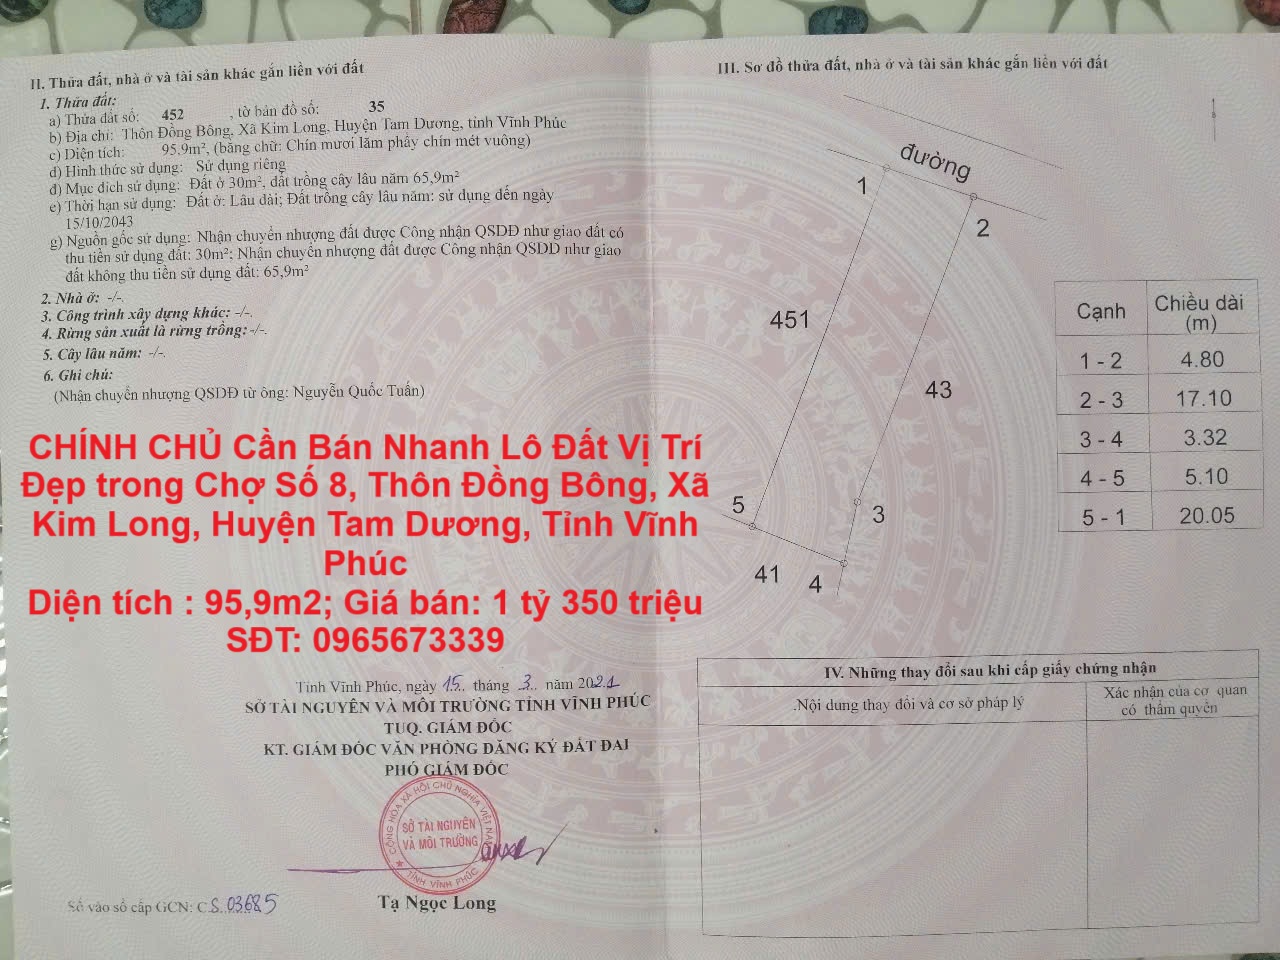 II. Thửa đất, nhà ở và tài sản khác gắn liền với đất
1. Thửa đất:
a) Thửa đất số: 452 , tờ bản đồ số: 35
b) Địa chỉ: Thôn Đồng Bông, Xã Kim Long, Huyện Tam Dương, tỉnh Vĩnh Phúc
c) Diện tích: 95.9m², (bằng chữ: Chín mươi lăm phẩy chín mét vuông)
d) Hình thức sử dụng: Sử dụng riêng
đ) Mục đích sử dụng: Đất ở 30m², đất trồng cây lâu năm 65,9m²
e) Thời hạn sử dụng: Đất ở: Lâu dài; Đất trồng cây lâu năm: sử dụng đến ngày
15/10/2043
g) Nguồn gốc sử dụng: Nhận chuyển nhượng đất được Công nhận QSDĐ như giao đất có
thu tiền sử dụng đất: 30m²; Nhận chuyển nhượng đất được Công nhận QSDĐ như giao
đất không thu tiền sử dụng đất: 65,9m²
2. Nhà ở: -/-.
3. Công trình xây dựng khác: -/-.
4. Rừng sản xuất là rừng trồng: -/-.
5. Cây lâu năm: -/-.
6. Ghi chú:
(Nhận chuyển nhượng QSDĐ từ ông: Nguyễn Quốc Tuấn)
CHÍNH CHỦ Cần Bán Nhanh Lô Đất Vị Trí
Đẹp trong Chợ Số 8, Thôn Đồng Bông, Xã
Kim Long, Huyện Tam Dương, Tỉnh Vĩnh
Phúc
Diện tích : 95,9m2; Giá bán: 1 tỷ 350 triệu
SĐT: 0965673339
Tỉnh Vĩnh Phúc, ngày 15 tháng 3 năm 2021
SỞ TÀI NGUYÊN VÀ MÔI TRƯỜNG TỈNH VĨNH PHÚC
TUQ. GIÁM ĐỐC
KT. GIÁM ĐỐC VĂN PHÒNG ĐĂNG KÝ ĐẤT ĐAI
PHÓ GIÁM ĐỐC
CỘNG HÒA XÃ HỘI CHỦ NGHĨA VIỆT NAM
SỞ TÀI NGUYÊN
VÀ MÔI TRƯỜNG
TỈNH VĨNH PHÚC
Tạ Ngọc Long
Số vào sổ cấp GCN: CS 03685
III. Sơ đồ thửa đất, nhà ở và tài sản khác gắn liền với đất
đường
1
2
451
43
5
3
41
4
Cạnh Chiều dài
(m)
1 - 2 4.80
2 - 3 17.10
3 - 4 3.32
4 - 5 5.10
5 - 1 20.05
IV. Những thay đổi sau khi cấp giấy chứng nhận
.Nội dung thay đổi và cơ sở pháp lý
Xác nhận của cơ quan
có thẩm quyền